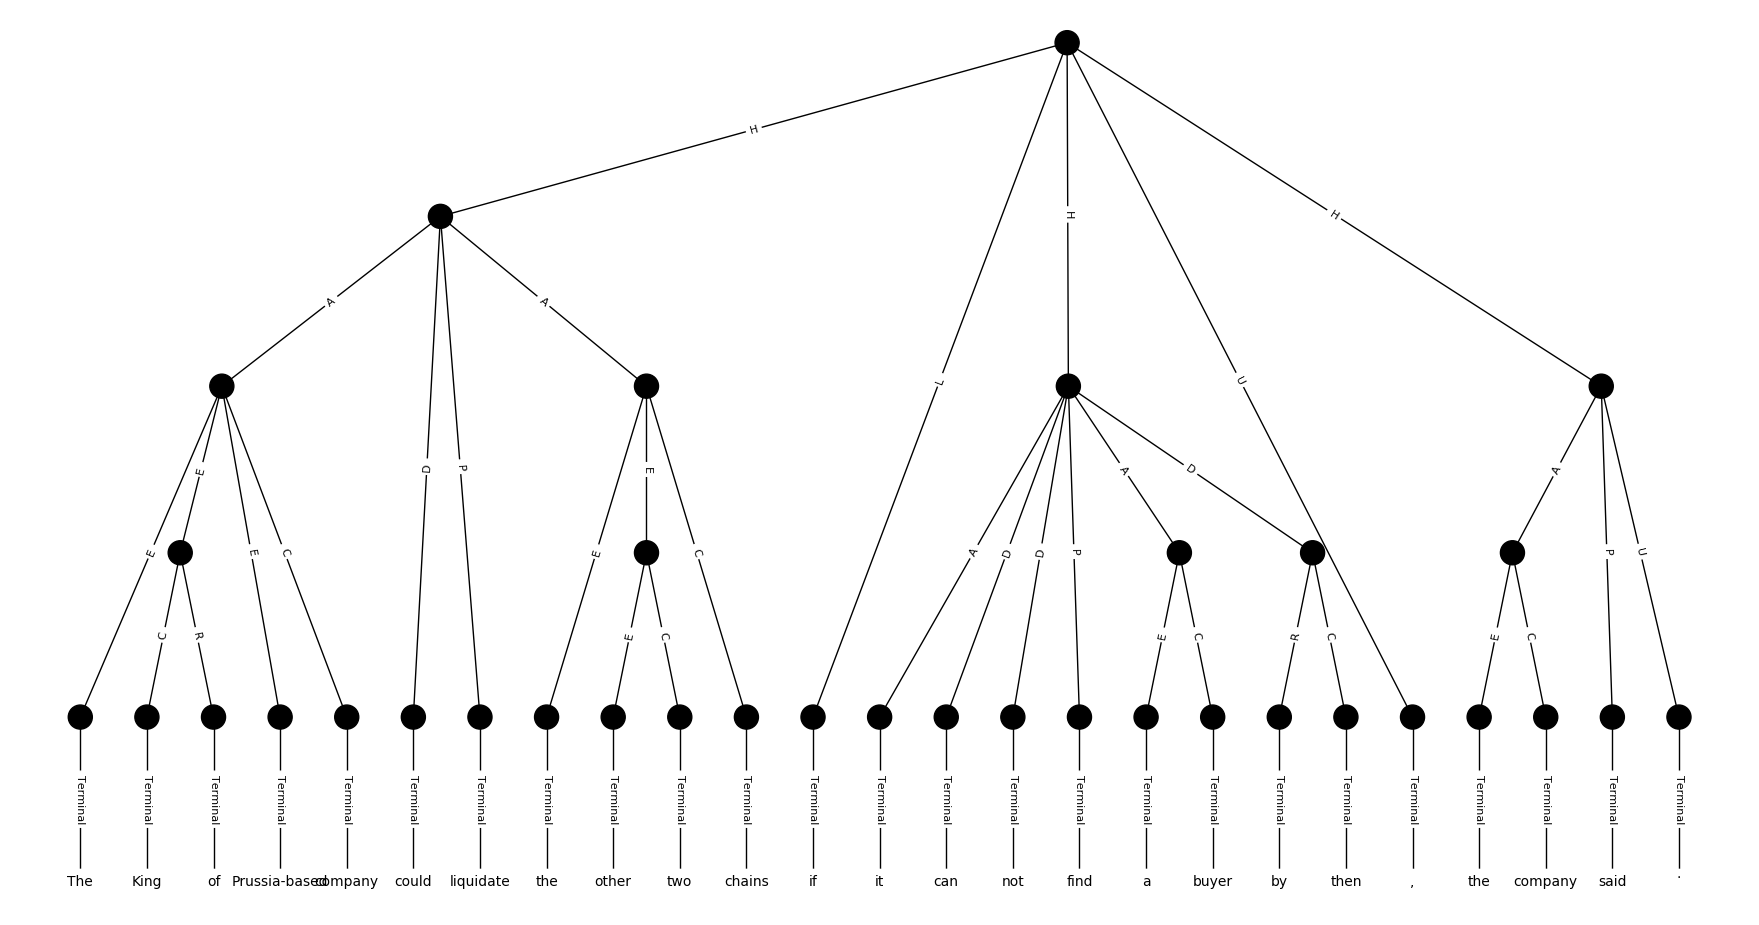 H
H
H
A
A
L
U
E
D
P
E
A
D
A
E
E
C
E
C
A
D
D
P
P
U
C
R
E
C
E
C
R
C
E
C
Terminal Terminal Terminal Terminal Terminal Terminal Terminal Terminal Terminal Terminal Terminal Terminal Terminal Terminal Terminal Terminal Terminal Terminal Terminal Terminal Terminal Terminal Terminal Terminal Terminal
The King of Prussia-based company could liquidate the other two chains if it can not find a buyer by then , the company said .